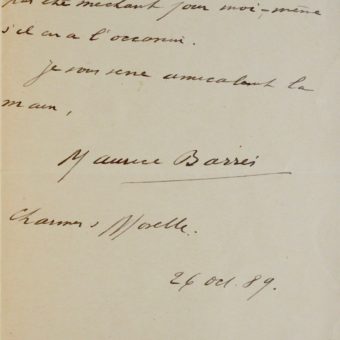 pas été méchant pour moi-même
s'il en a l'occasion.
Je vous serre amicalement la
main,
Maurice Barrès
Charmes s Moselle.
26 oct. 89.